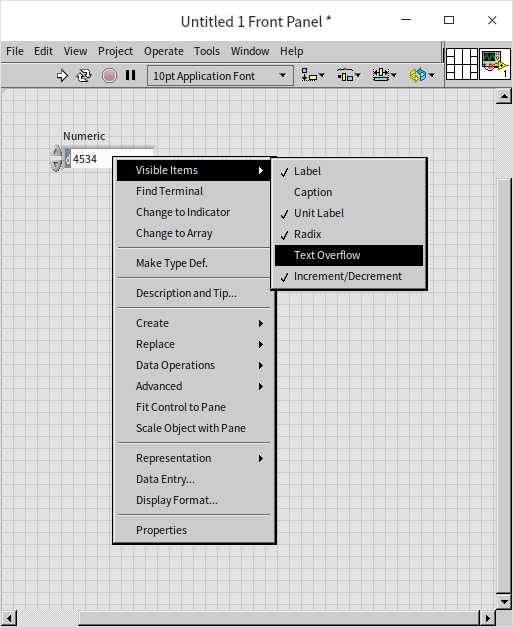 Untitled 1 Front Panel *
File Edit View Project Operate Tools Window Help
10pt Application Font
1
Numeric
d 4534
Visible Items
Find Terminal
Change to Indicator
Change to Array
Make Type Def.
Description and Tip...
Create
Replace
Data Operations
Advanced
Fit Control to Pane
Scale Object with Pane
Representation
Data Entry...
Display Format...
Properties
Label
Caption
Unit Label
Radix
Text Overflow
Increment/Decrement